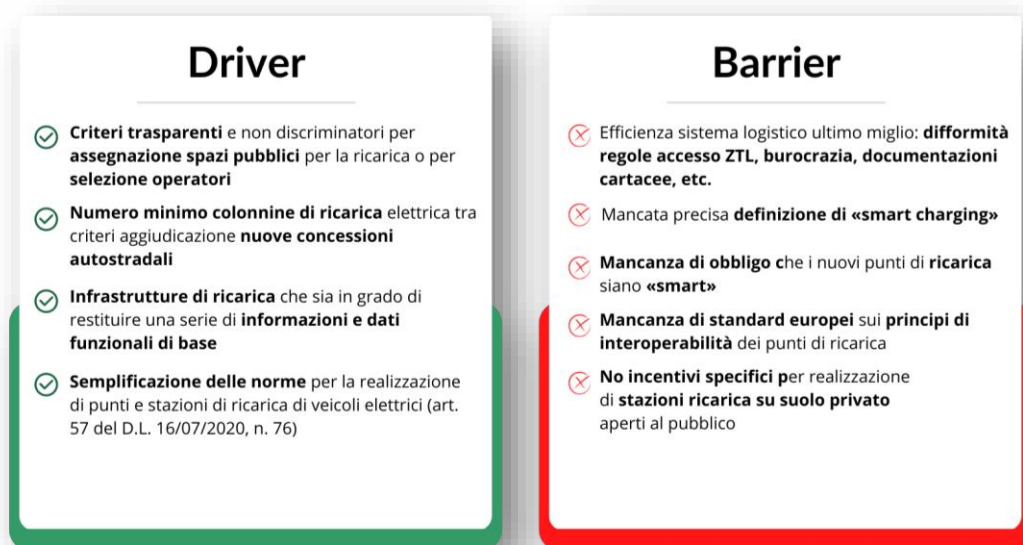 Driver
Criteri trasparenti e non discriminatori per
assegnazione spazi pubblici per la ricarica o per
selezione operatori
Numero minimo colonnine di ricarica elettrica tra
criteri aggiudicazione nuove concessioni
autostradali
Infrastrutture di ricarica che sia in grado di
restituire una serie di informazioni e dati
funzionali di base
Semplificazione delle norme per la realizzazione
di punti e stazioni di ricarica di veicoli elettrici (art.
57 del D.L. 16/07/2020, n. 76)
Barrier
Efficienza sistema logistico ultimo miglio: difformità
regole accesso ZTL, burocrazia, documentazioni
cartacee, etc.
Mancata precisa definizione di «smart charging»
Mancanza di obbligo che i nuovi punti di ricarica
siano «smart»
Mancanza di standard europei sui principi di
interoperabilità dei punti di ricarica
No incentivi specifici per realizzazione
di stazioni ricarica su suolo privato
aperti al pubblico